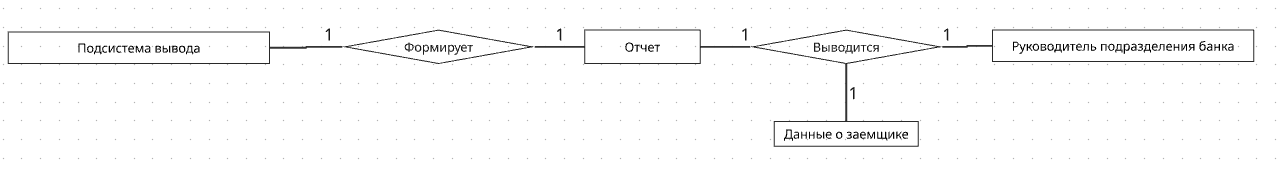 1 1 1 1
Подсистема вывода Формирует Отчет Выводится Руководитель подразделения банка
1
Данные о заемщике